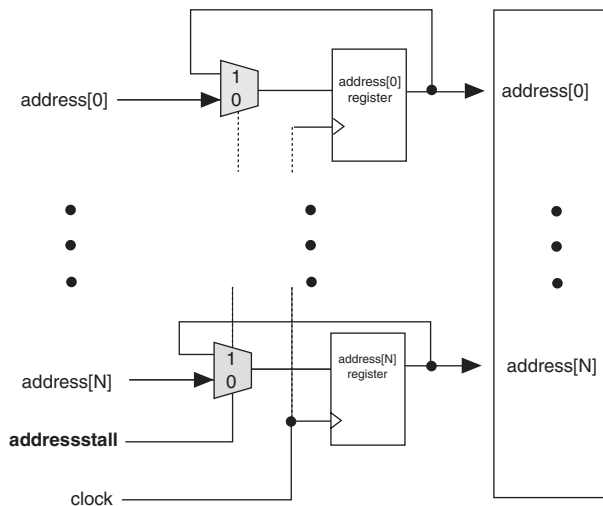 1
address[0]
register
address[0]
0
address[0]
1
address[N]
register
address[N]
0
address[N]
addressstall
clock